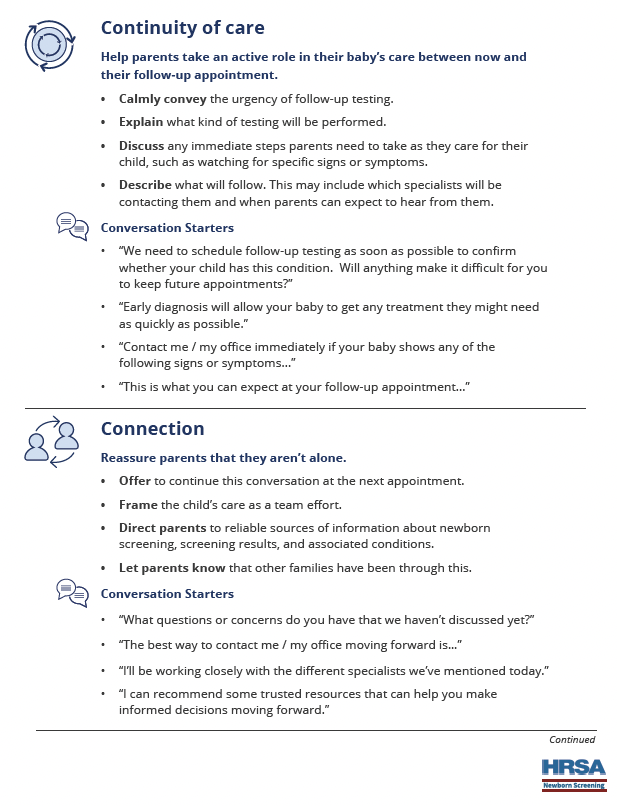 Continuity of care
Help parents take an active role in their baby’s care between now and
their follow-up appointment.
• Calmly convey the urgency of follow-up testing.
• Explain what kind of testing will be performed.
• Discuss any immediate steps parents need to take as they care for their
child, such as watching for specific signs or symptoms.
• Describe what will follow. This may include which specialists will be
contacting them and when parents can expect to hear from them.
Conversation Starters
• “We need to schedule follow-up testing as soon as possible to confirm
whether your child has this condition.  Will anything make it difficult for you
to keep future appointments?”
• “Early diagnosis will allow your baby to get any treatment they might need
as quickly as possible.”
• “Contact me / my office immediately if your baby shows any of the
following signs or symptoms...”
• “This is what you can expect at your follow-up appointment...”
Connection
Reassure parents that they aren’t alone.
• Offer to continue this conversation at the next appointment.
• Frame the child’s care as a team effort.
• Direct parents to reliable sources of information about newborn
screening, screening results, and associated conditions.
• Let parents know that other families have been through this.
Conversation Starters
• “What questions or concerns do you have that we haven’t discussed yet?”
• “The best way to contact me / my office moving forward is...”
• “I’ll be working closely with the different specialists we’ve mentioned today.”
• “I can recommend some trusted resources that can help you make
informed decisions moving forward.”
Continued
HRSA
Newborn Screening